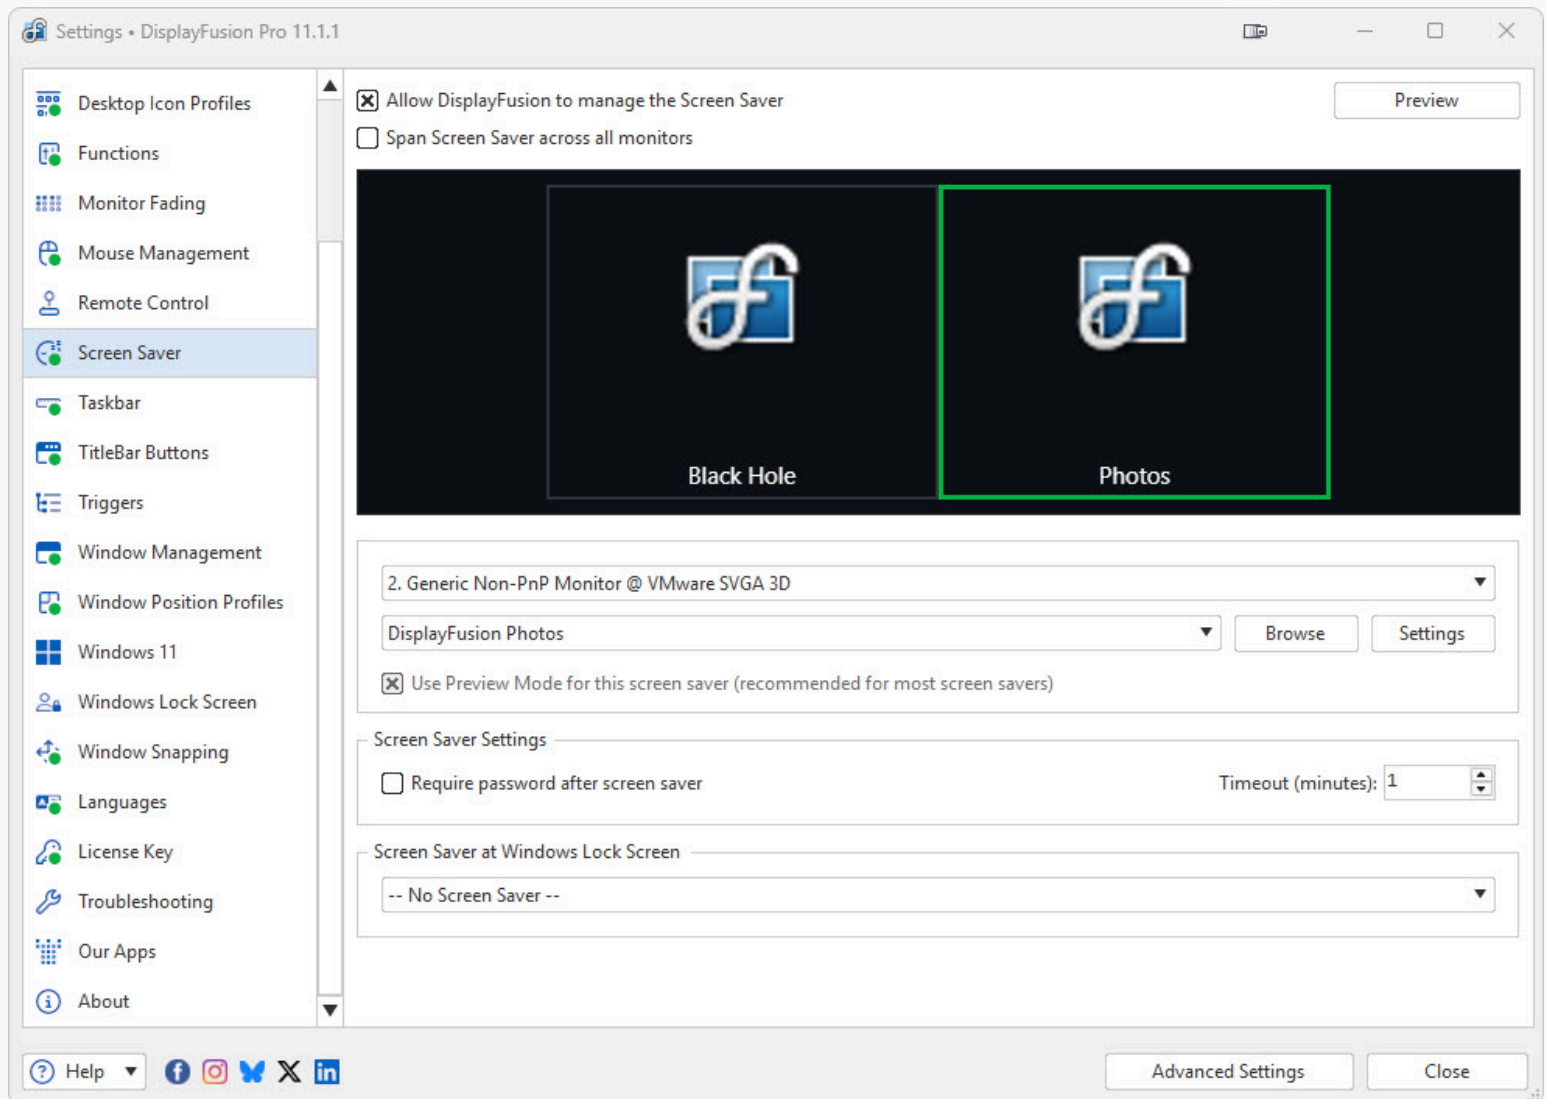 Settings • DisplayFusion Pro 11.1.1
Desktop Icon Profiles
Functions
Monitor Fading
Mouse Management
Remote Control
Screen Saver
Taskbar
TitleBar Buttons
Triggers
Window Management
Window Position Profiles
Windows 11
Windows Lock Screen
Window Snapping
Languages
License Key
Troubleshooting
Our Apps
About
Allow DisplayFusion to manage the Screen Saver
Preview
Span Screen Saver across all monitors
Black Hole
Photos
2. Generic Non-PnP Monitor @ VMware SVGA 3D
DisplayFusion Photos
Browse
Settings
Use Preview Mode for this screen saver (recommended for most screen savers)
Screen Saver Settings
Require password after screen saver
Timeout (minutes): 1
Screen Saver at Windows Lock Screen
-- No Screen Saver --
Help
Advanced Settings
Close